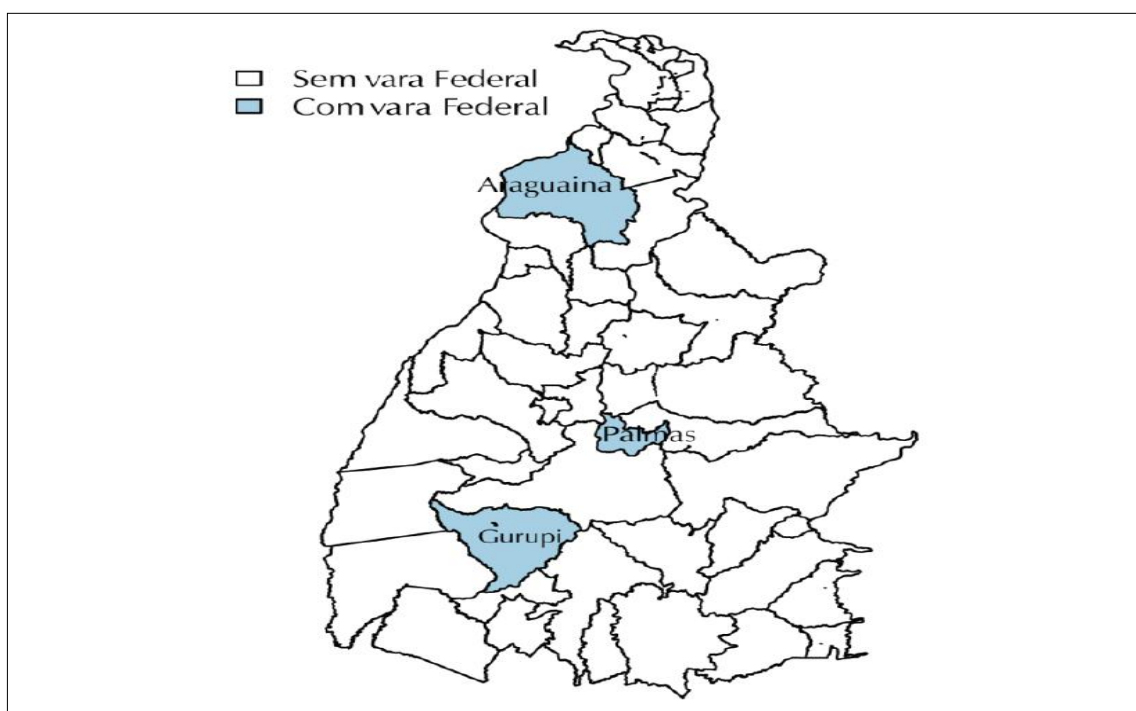 Sem vara Federal
Com vara Federal
Araguaina
Palmas
Gurupi